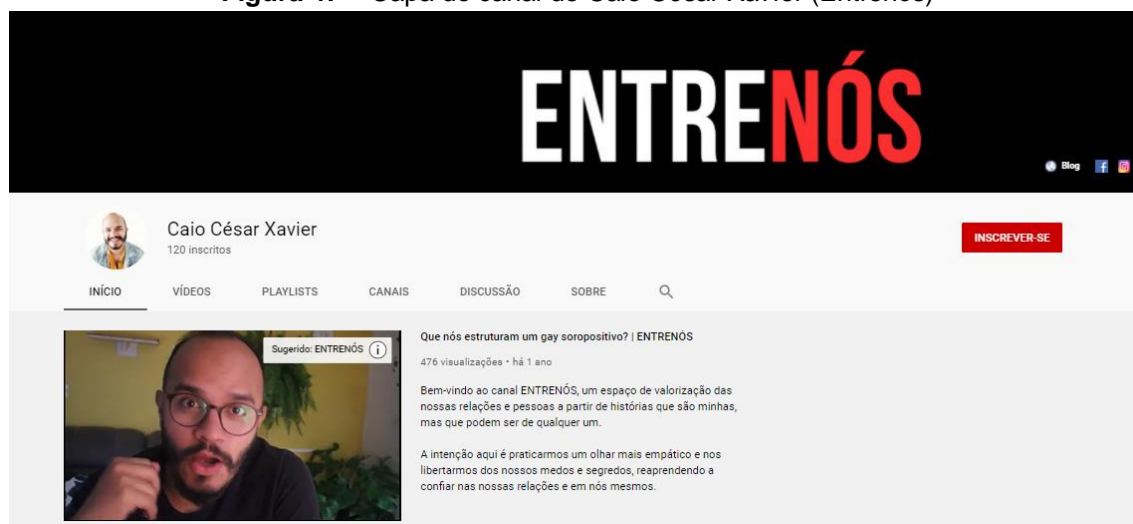 Capa do canal de Caio César Xavier (Entrenós)
ENTRENÓS
Blog
Caio César Xavier
120 inscritos
INSCREVER-SE
INÍCIO VÍDEOS PLAYLISTS CANAIS DISCUSSÃO SOBRE
Sugerido: ENTRENÓS
Que nós estruturam um gay soropositivo? | ENTRENÓS
476 visualizações • há 1 ano
Bem-vindo ao canal ENTRENÓS, um espaço de valorização das
nossas relações e pessoas a partir de histórias que são minhas,
mas que podem ser de qualquer um.
A intenção aqui é praticarmos um olhar mais empático e nos
libertarmos dos nossos medos e segredos, reaprendendo a
confiar nas nossas relações e em nós mesmos.